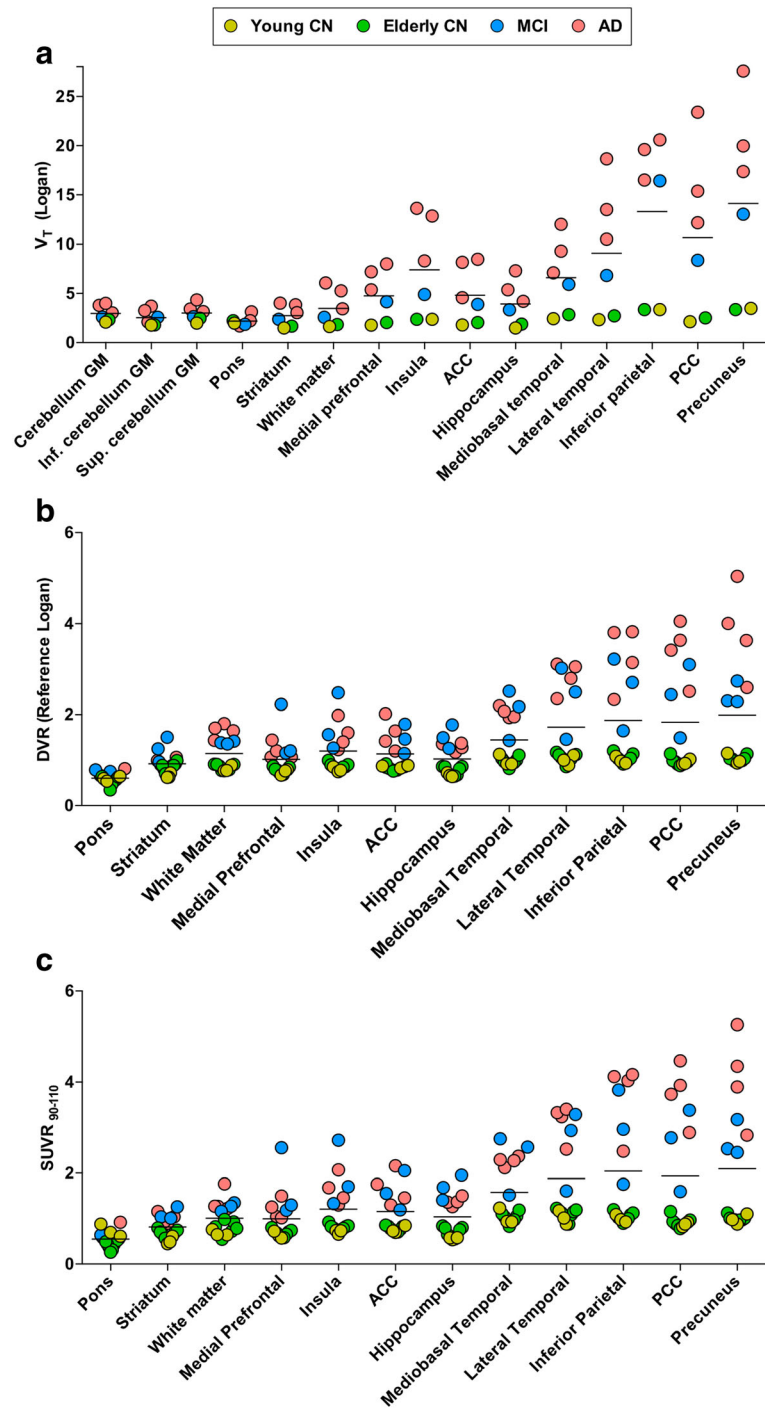 Young CN Elderly CN MCI AD
a
V_T (Logan)
25
20
15
10
5
0
Cerebellum GM
Inf. cerebellum GM
Sup. cerebellum GM
Pons
Striatum
White matter
Medial prefrontal
Insula
ACC
Hippocampus
Mediobasal temporal
Lateral temporal
Inferior parietal
PCC
Precuneus
b
DVR (Reference Logan)
6
4
2
0
Pons
Striatum
White Matter
Medial Prefrontal
Insula
ACC
Hippocampus
Mediobasal Temporal
Lateral Temporal
Inferior Parietal
PCC
Precuneus
c
SUVR 90-110
6
4
2
0
Pons
Striatum
White matter
Medial Prefrontal
Insula
ACC
Hippocampus
Mediobasal Temporal
Lateral Temporal
Inferior Parietal
PCC
Precuneus